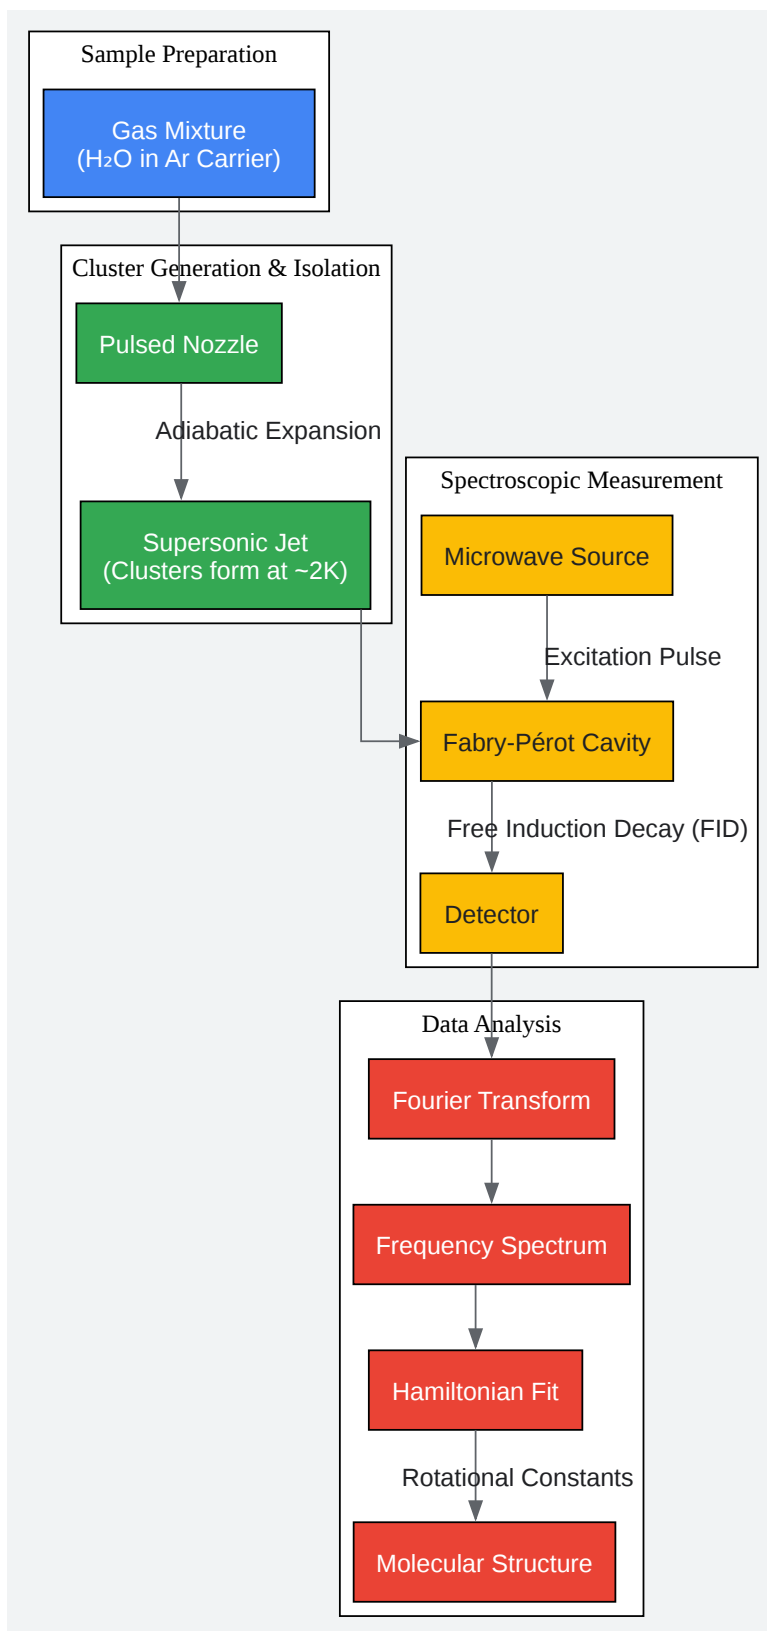 Sample Preparation
Gas Mixture
(H₂O in Ar Carrier)
Cluster Generation & Isolation
Pulsed Nozzle
Adiabatic Expansion
Supersonic Jet
(Clusters form at ~2K)
Spectroscopic Measurement
Microwave Source
Excitation Pulse
Fabry-Pérot Cavity
Free Induction Decay (FID)
Detector
Data Analysis
Fourier Transform
Frequency Spectrum
Hamiltonian Fit
Rotational Constants
Molecular Structure